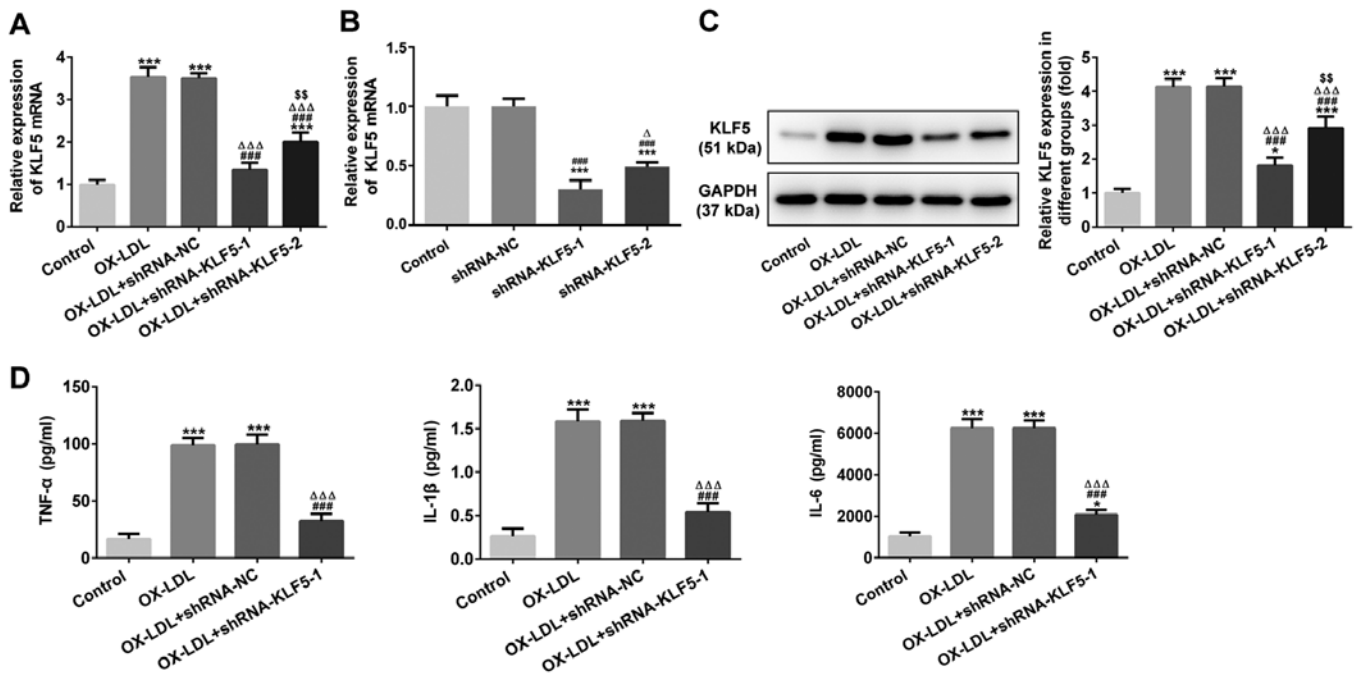 A
Relative expression
of KLF5 mRNA
4
3
2
1
0
***
***
ΔΔΔ
###
$$
ΔΔΔ
###
***
Control
OX-LDL
OX-LDL+shRNA-NC
OX-LDL+shRNA-KLF5-1
OX-LDL+shRNA-KLF5-2
B
Relative expression
of KLF5 mRNA
1.5
1.0
0.5
0.0
###
***
Δ
###
***
Control
shRNA-NC
shRNA-KLF5-1
shRNA-KLF5-2
C
KLF5
(51 kDa)
GAPDH
(37 kDa)
Control
OX-LDL
OX-LDL+shRNA-NC
OX-LDL+shRNA-KLF5-1
OX-LDL+shRNA-KLF5-2
Relative KLF5 expression in
different groups (fold)
5
4
3
2
1
0
***
***
ΔΔΔ
###
*
$$
ΔΔΔ
###
***
Control
OX-LDL
OX-LDL+shRNA-NC
OX-LDL+shRNA-KLF5-1
OX-LDL+shRNA-KLF5-2
D
TNF-α (pg/ml)
150
100
50
0
***
***
ΔΔΔ
###
Control
OX-LDL
OX-LDL+shRNA-NC
OX-LDL+shRNA-KLF5-1
IL-1β (pg/ml)
2.0
1.5
1.0
0.5
0.0
***
***
ΔΔΔ
###
Control
OX-LDL
OX-LDL+shRNA-NC
OX-LDL+shRNA-KLF5-1
IL-6 (pg/ml)
8000
6000
4000
2000
0
***
***
ΔΔΔ
###
*
Control
OX-LDL
OX-LDL+shRNA-NC
OX-LDL+shRNA-KLF5-1